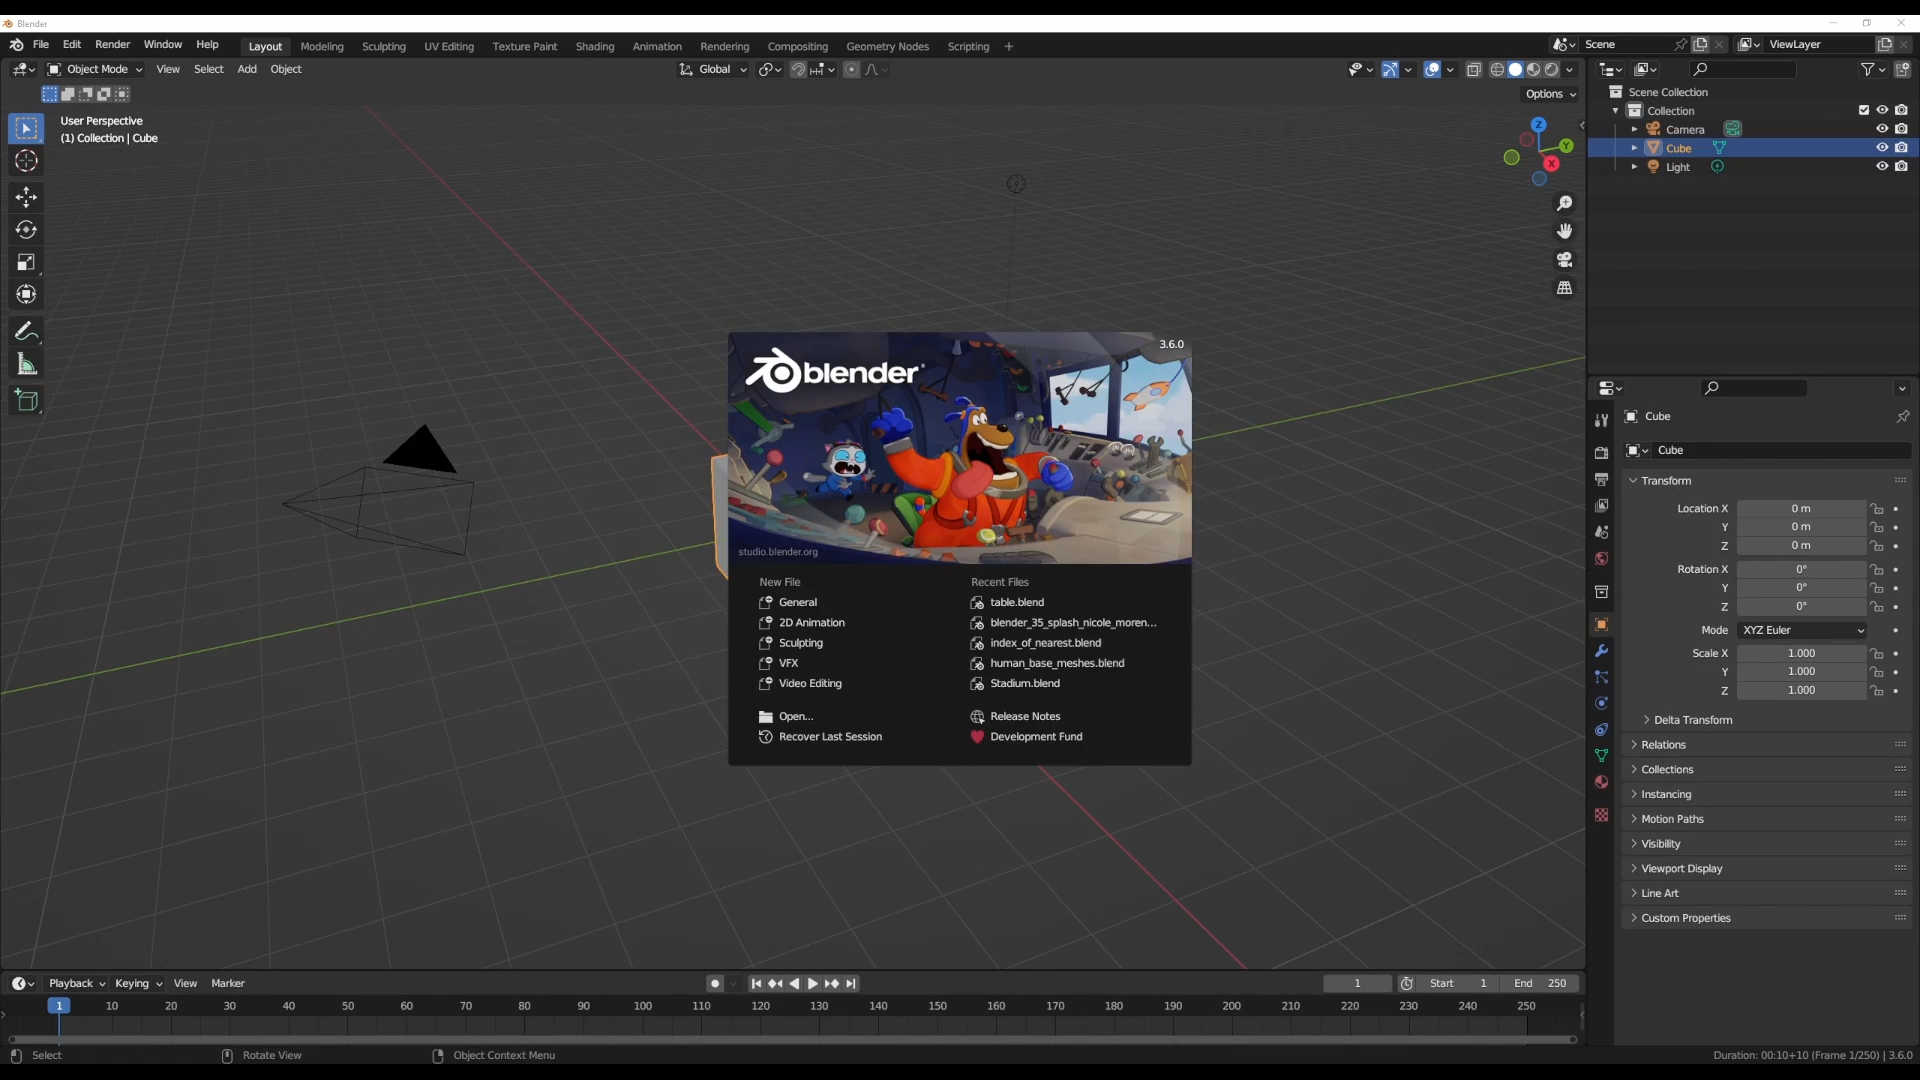 Blender
File Edit Render Window Help Layout Modeling Sculpting UV Editing Texture Paint Shading Animation Rendering Compositing Geometry Nodes Scripting + Scene ViewLayer
Object Mode View Select Add Object Global
Options
User Perspective
(1) Collection | Cube
Z
Y
X
Scene Collection
Collection
Camera
Cube
Light
3.6.0
blender
studio.blender.org
New File
General
2D Animation
Sculpting
VFX
Video Editing
Open...
Recover Last Session
Recent Files
table.blend
blender_35_splash_nicole_moren...
index_of_nearest.blend
human_base_meshes.blend
Stadium.blend
Release Notes
Development Fund
Cube
Cube
Transform
Location X 0 m
Y 0 m
Z 0 m
Rotation X 0°
Y 0°
Z 0°
Mode XYZ Euler
Scale X 1.000
Y 1.000
Z 1.000
Delta Transform
Relations
Collections
Instancing
Motion Paths
Visibility
Viewport Display
Line Art
Custom Properties
Playback Keying View Marker 1 Start 1 End 250
1 10 20 30 40 50 60 70 80 90 100 110 120 130 140 150 160 170 180 190 200 210 220 230 240 250
Select Rotate View Object Context Menu Duration: 00:10+10 (Frame 1/250) | 3.6.0